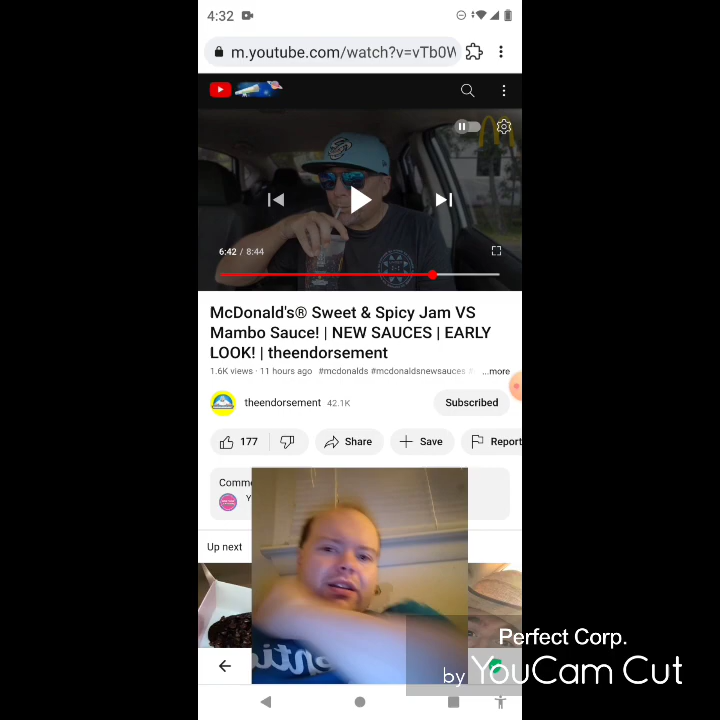 4:32
m.youtube.com/watch?v=vTb0W
6:42 / 8:44
McDonald's® Sweet & Spicy Jam VS
Mambo Sauce! | NEW SAUCES | EARLY
LOOK! | theendorsement
1.6K views · 11 hours ago #mcdonalds #mcdonaldsnewsauces # ...more
theendorsement 42.1K
Subscribed
177
Share
Save
Report
Comme
Y
Up next
Perfect Corp.
by YouCam Cut